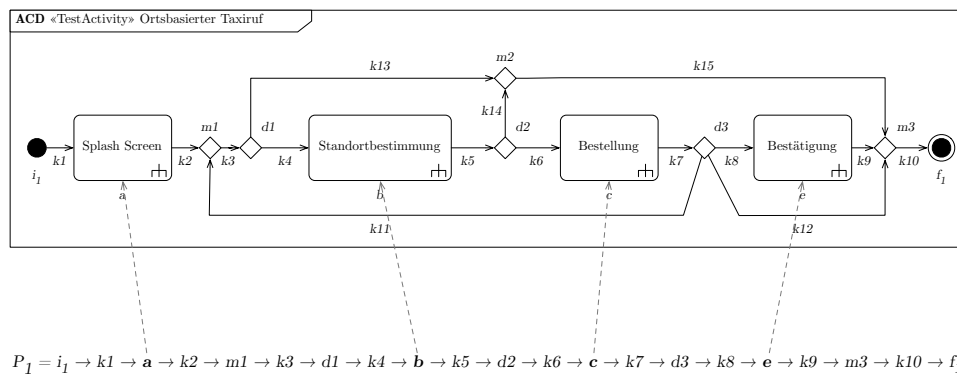 ACD «TestActivity» Ortsbasierter Taxiruf
m2
k13
k15
k14
m1
d1
d2
d3
m3
Splash Screen
Standortbestimmung
Bestellung
Bestätigung
k1
k2
k3
k4
k5
k6
k7
k8
k9
k10
i1
f1
a
b
c
e
k11
k12
P1 = i1 → k1 → a → k2 → m1 → k3 → d1 → k4 → b → k5 → d2 → k6 → c → k7 → d3 → k8 → e → k9 → m3 → k10 → f